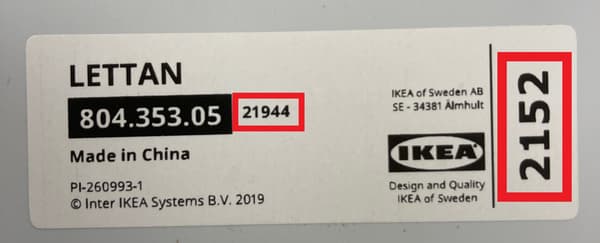 LETTAN
804.353.05 21944
Made in China
PI-260993-1
© Inter IKEA Systems B.V. 2019
IKEA of Sweden AB
SE - 34381 Älmhult
IKEA
Design and Quality
IKEA of Sweden
2152